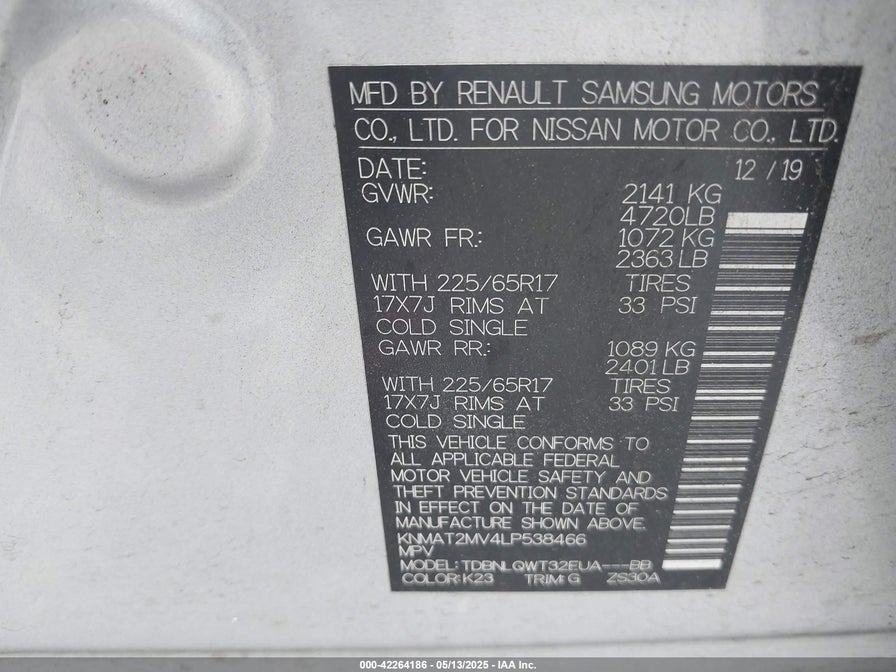 MFD BY RENAULT SAMSUNG MOTORS
CO., LTD. FOR NISSAN MOTOR CO., LTD.
DATE: 12 / 19
GVWR: 2141 KG
4720LB
GAWR FR.: 1072 KG
2363 LB
WITH 225/65R17 TIRES
17X7J RIMS AT 33 PSI
COLD SINGLE
GAWR RR.: 1089 KG
2401 LB
WITH 225/65R17 TIRES
17X7J RIMS AT 33 PSI
COLD SINGLE
THIS VEHICLE CONFORMS TO
ALL APPLICABLE FEDERAL
MOTOR VEHICLE SAFETY AND
THEFT PREVENTION STANDARDS
IN EFFECT ON THE DATE OF
MANUFACTURE SHOWN ABOVE.
KNMAT2MV4LP538466
MPV
MODEL: TDBNLQWT32EUA---BB
COLOR: K23 TRIM: G ZS30A
000-42264186 - 05/13/2025 - IAA Inc.